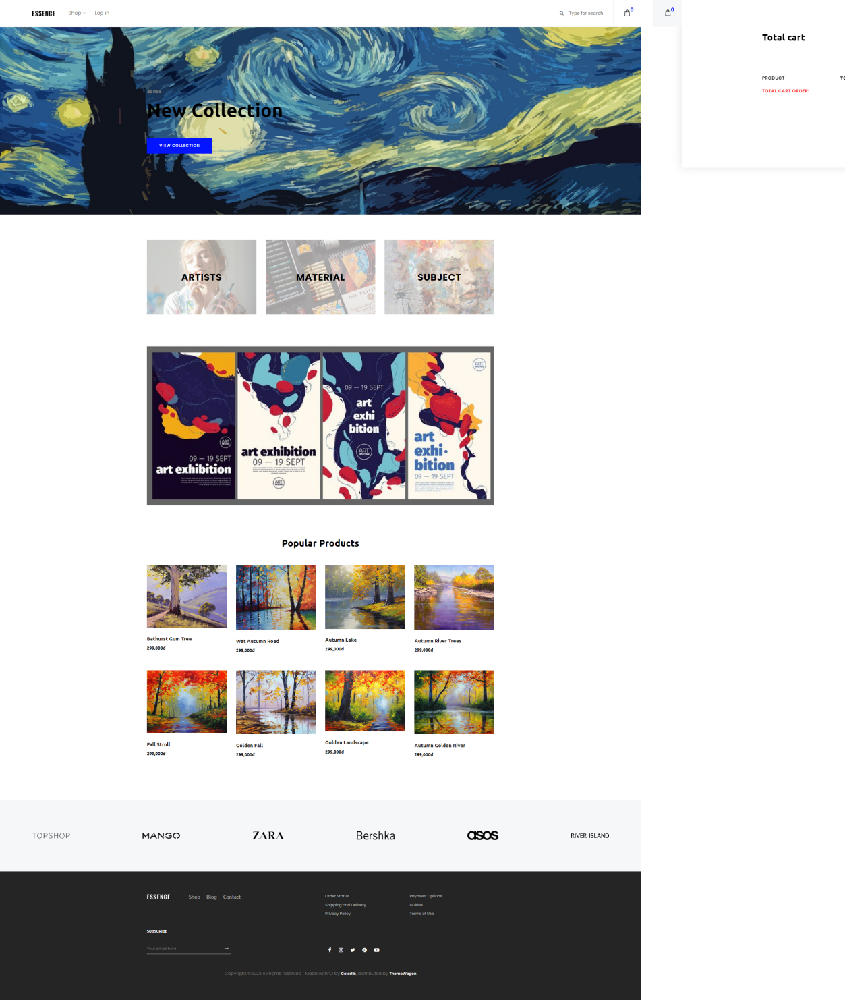 ESSENCE Shop Log in Type for search 0 0
Total cart
PRODUCT
TOTAL CART ORDER:
asoss
New Collection
VIEW COLLECTION
ARTISTS MATERIAL SUBJECT
ART
09 — 19 SEPT
art exhibition
art exhibition
09 — 19 SEPT
ART
09 — 19 SEPT
art
exhi
bition
ART
ART
art
exhi·
bition
09 — 19 SEPT
Popular Products
Bathurst Gum Tree
299,000đ
Wet Autumn Road
299,000đ
Autumn Lake
299,000đ
Autumn River Trees
299,000đ
Fall Stroll
299,000đ
Golden Fall
299,000đ
Golden Landscape
299,000đ
Autumn Golden River
299,000đ
TOPSHOP MANGO ZARA Bershka asos RIVER ISLAND
ESSENCE Shop Blog Contact
Order Status
Shipping and Delivery
Privacy Policy
Payment Options
Guides
Terms of Use
SUBSCRIBE
Your email here
Copyright ©2023 All rights reserved | Made with ♡ by Colorlib, distributed by ThemeWagon